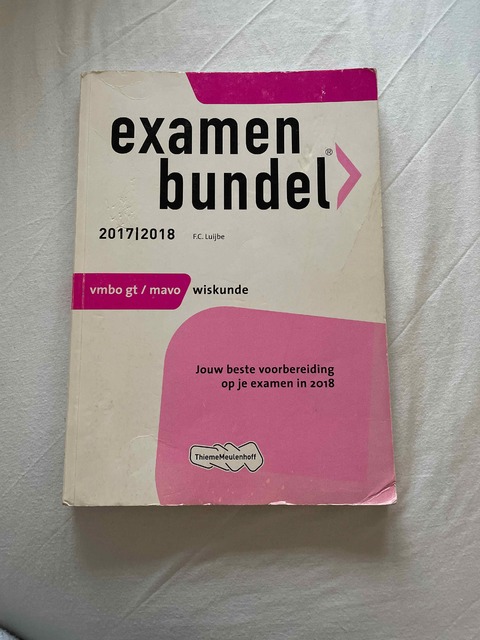 examen
bundel®
2017|2018 F.C. Luijbe
vmbo gt / mavo wiskunde
Jouw beste voorbereiding
op je examen in 2018
ThiemeMeulenhoff